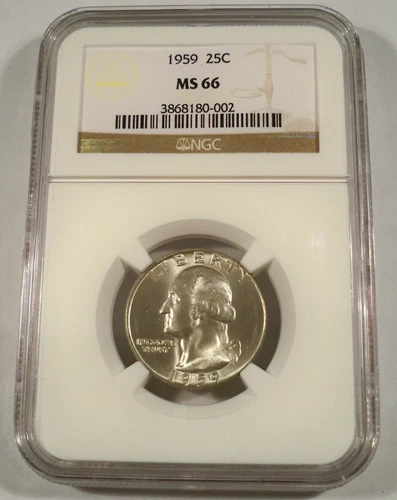 1959 25C
MS 66
3868180-002
NGC
LIBERTY
IN GOD WE
TRUST
1959